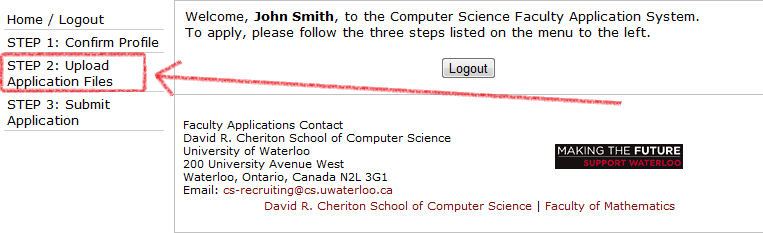 Home / Logout
STEP 1: Confirm Profile
STEP 2: Upload
Application Files
STEP 3: Submit
Application
Welcome, John Smith, to the Computer Science Faculty Application System.
To apply, please follow the three steps listed on the menu to the left.
Logout
Faculty Applications Contact
David R. Cheriton School of Computer Science
University of Waterloo
200 University Avenue West
Waterloo, Ontario, Canada N2L 3G1
Email: cs-recruiting@cs.uwaterloo.ca
MAKING THE FUTURE
SUPPORT WATERLOO
David R. Cheriton School of Computer Science | Faculty of Mathematics